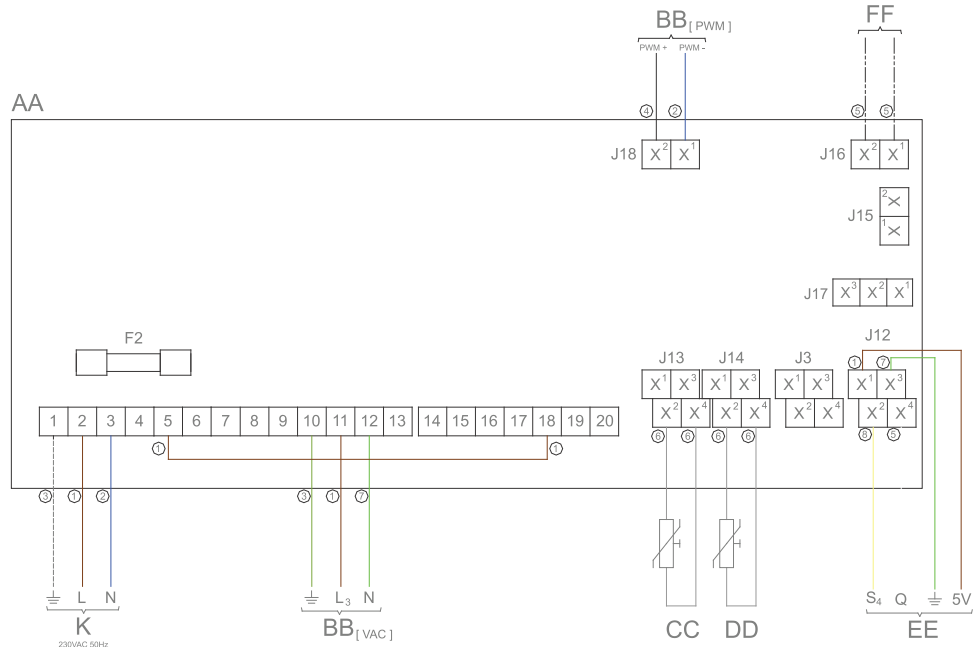 BB [ PWM ]
FF
PWM + PWM -
AA
4 2 5 5
J18 X2 X1
J16 X2 X1
J15 2X
1X
J17 X3 X2 X1
F2
J13 J14 J3 J12
1 7
X1 X3 X1 X3 X1 X3 X1 X3
X2 X4 X2 X4 X2 X4 X2 X4
1 2 3 4 5 6 7 8 9 10 11 12 13 14 15 16 17 18 19 20
6 6 6 6 8 5
1 1
3 1 2 3 1 7
L N
L3 N
S4 Q 5V
K
230VAC 50Hz
BB [ VAC ]
CC DD
EE